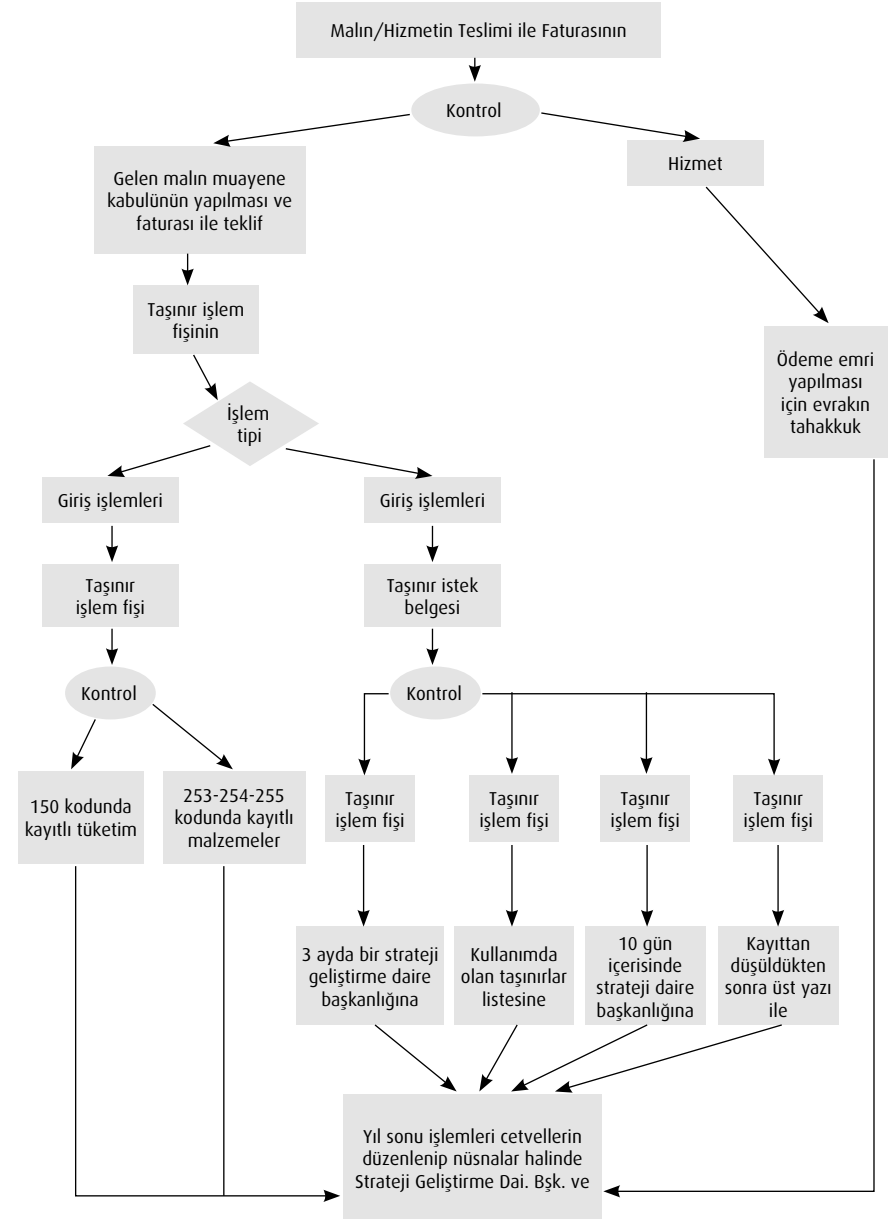 Malın/Hizmetin Teslimi ile Faturasının
Kontrol
Gelen malın muayene
kabulünün yapılması ve
faturası ile teklif
Hizmet
Taşınır işlem
fişinin
Ödeme emri
yapılması
için evrakın
tahakkuk
İşlem
tipi
Giriş işlemleri
Giriş işlemleri
Taşınır
işlem fişi
Taşınır istek
belgesi
Kontrol
Kontrol
150 kodunda
kayıtlı tüketim
253-254-255
kodunda kayıtlı
malzemeler
Taşınır
işlem fişi
Taşınır
işlem fişi
Taşınır
işlem fişi
Taşınır
işlem fişi
3 ayda bir strateji
geliştirme daire
başkanlığına
Kullanımda
olan taşınırlar
listesine
10 gün
içerisinde
strateji daire
başkanlığına
Kayıttan
düşüldükten
sonra üst yazı
ile
Yıl sonu işlemleri cetvellerin
düzenlenip nüsnalar halinde
Strateji Geliştirme Dai. Bşk. ve